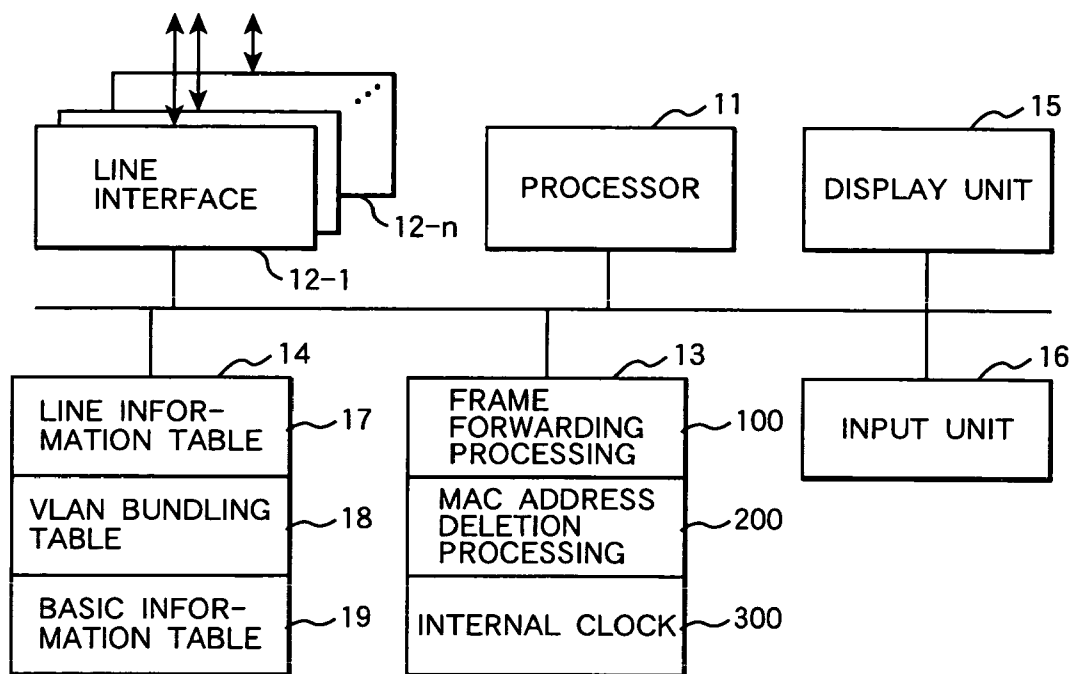 LINE
INTERFACE
12-n
12-1
11
PROCESSOR
15
DISPLAY UNIT
14
LINE INFOR-
MATION TABLE
17
VLAN BUNDLING
TABLE
18
BASIC INFOR-
MATION TABLE
19
13
FRAME
FORWARDING
PROCESSING
100
MAC ADDRESS
DELETION
PROCESSING
200
INTERNAL CLOCK
300
16
INPUT UNIT